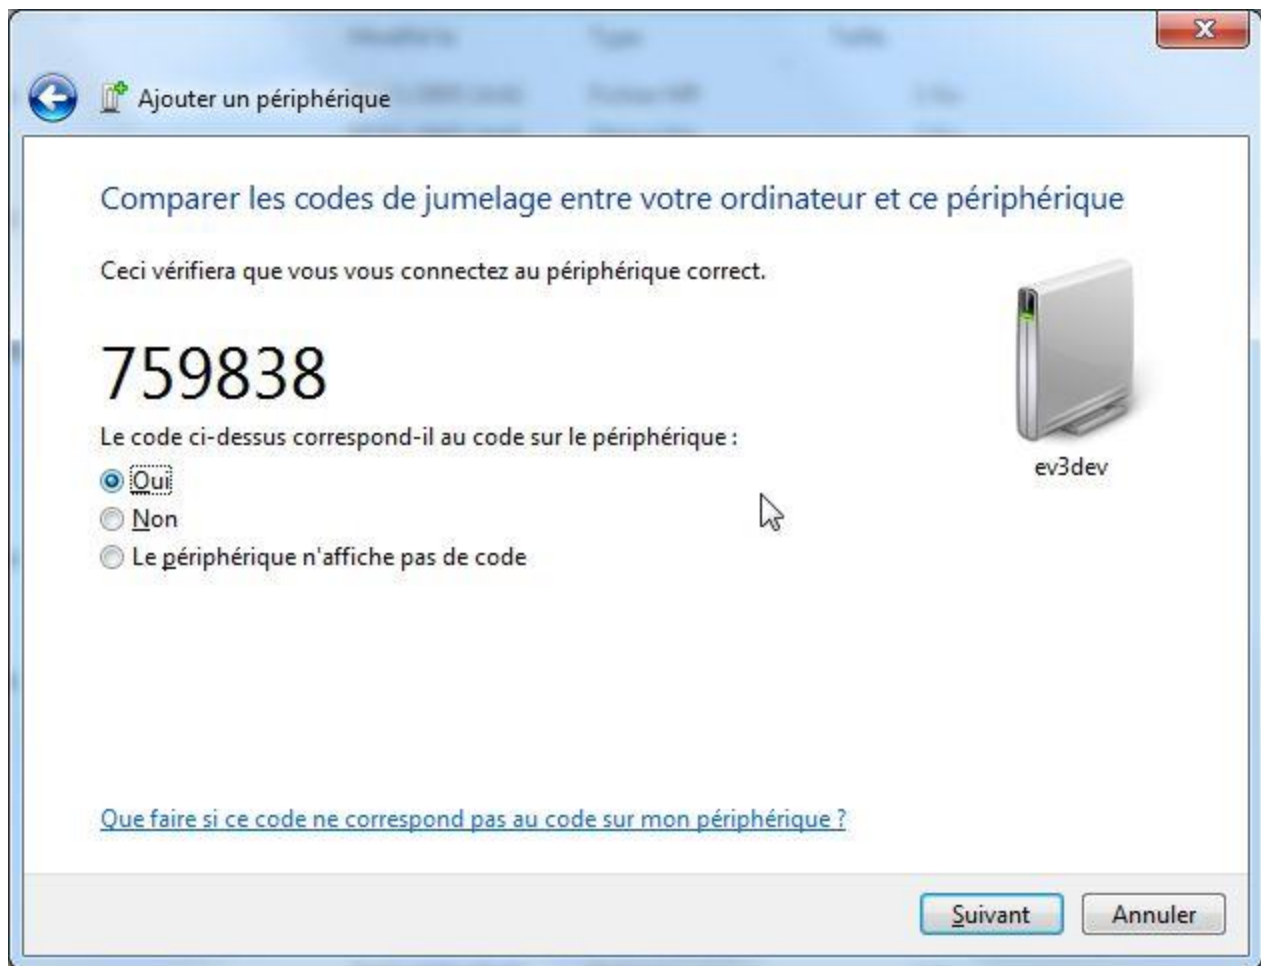 Ajouter un périphérique
Comparer les codes de jumelage entre votre ordinateur et ce périphérique
Ceci vérifiera que vous vous connectez au périphérique correct.
759838
Le code ci-dessus correspond-il au code sur le périphérique :
Oui
Non
Le périphérique n'affiche pas de code
ev3dev
Que faire si ce code ne correspond pas au code sur mon périphérique ?
Suivant
Annuler